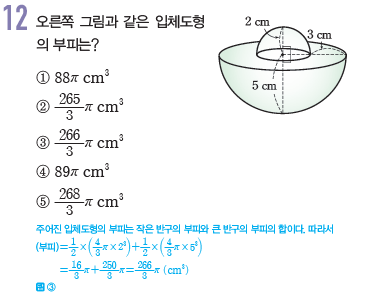 12 오른쪽 그림과 같은 입체도형
의 부피는?
2 cm
3 cm
5 cm
① 88π cm³
② 265/3 π cm³
③ 266/3 π cm³
④ 89π cm³
⑤ 268/3 π cm³
주어진 입체도형의 부피는 작은 반구의 부피와 큰 반구의 부피의 합이다. 따라서
(부피)=1/2×(4/3 π×2³)+1/2×(4/3 π×5³)
=16/3 π+250/3 π=266/3 π (cm³)
답 ③